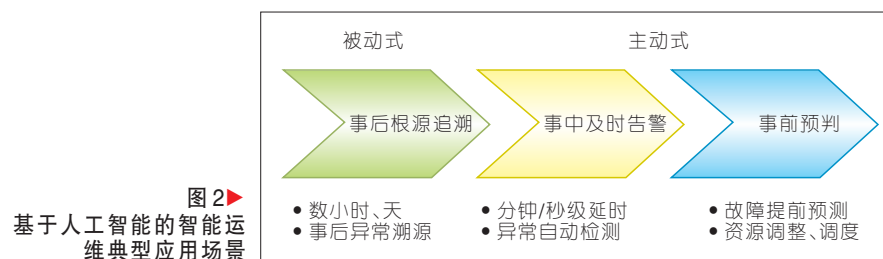 被动式 主动式
事后根源追溯 事中及时告警 事前预判
• 数小时、天
• 事后异常溯源
• 分钟/秒级延时
• 异常自动检测
• 故障提前预测
• 资源调整、调度
图2▶
基于人工智能的智能运
维典型应用场景